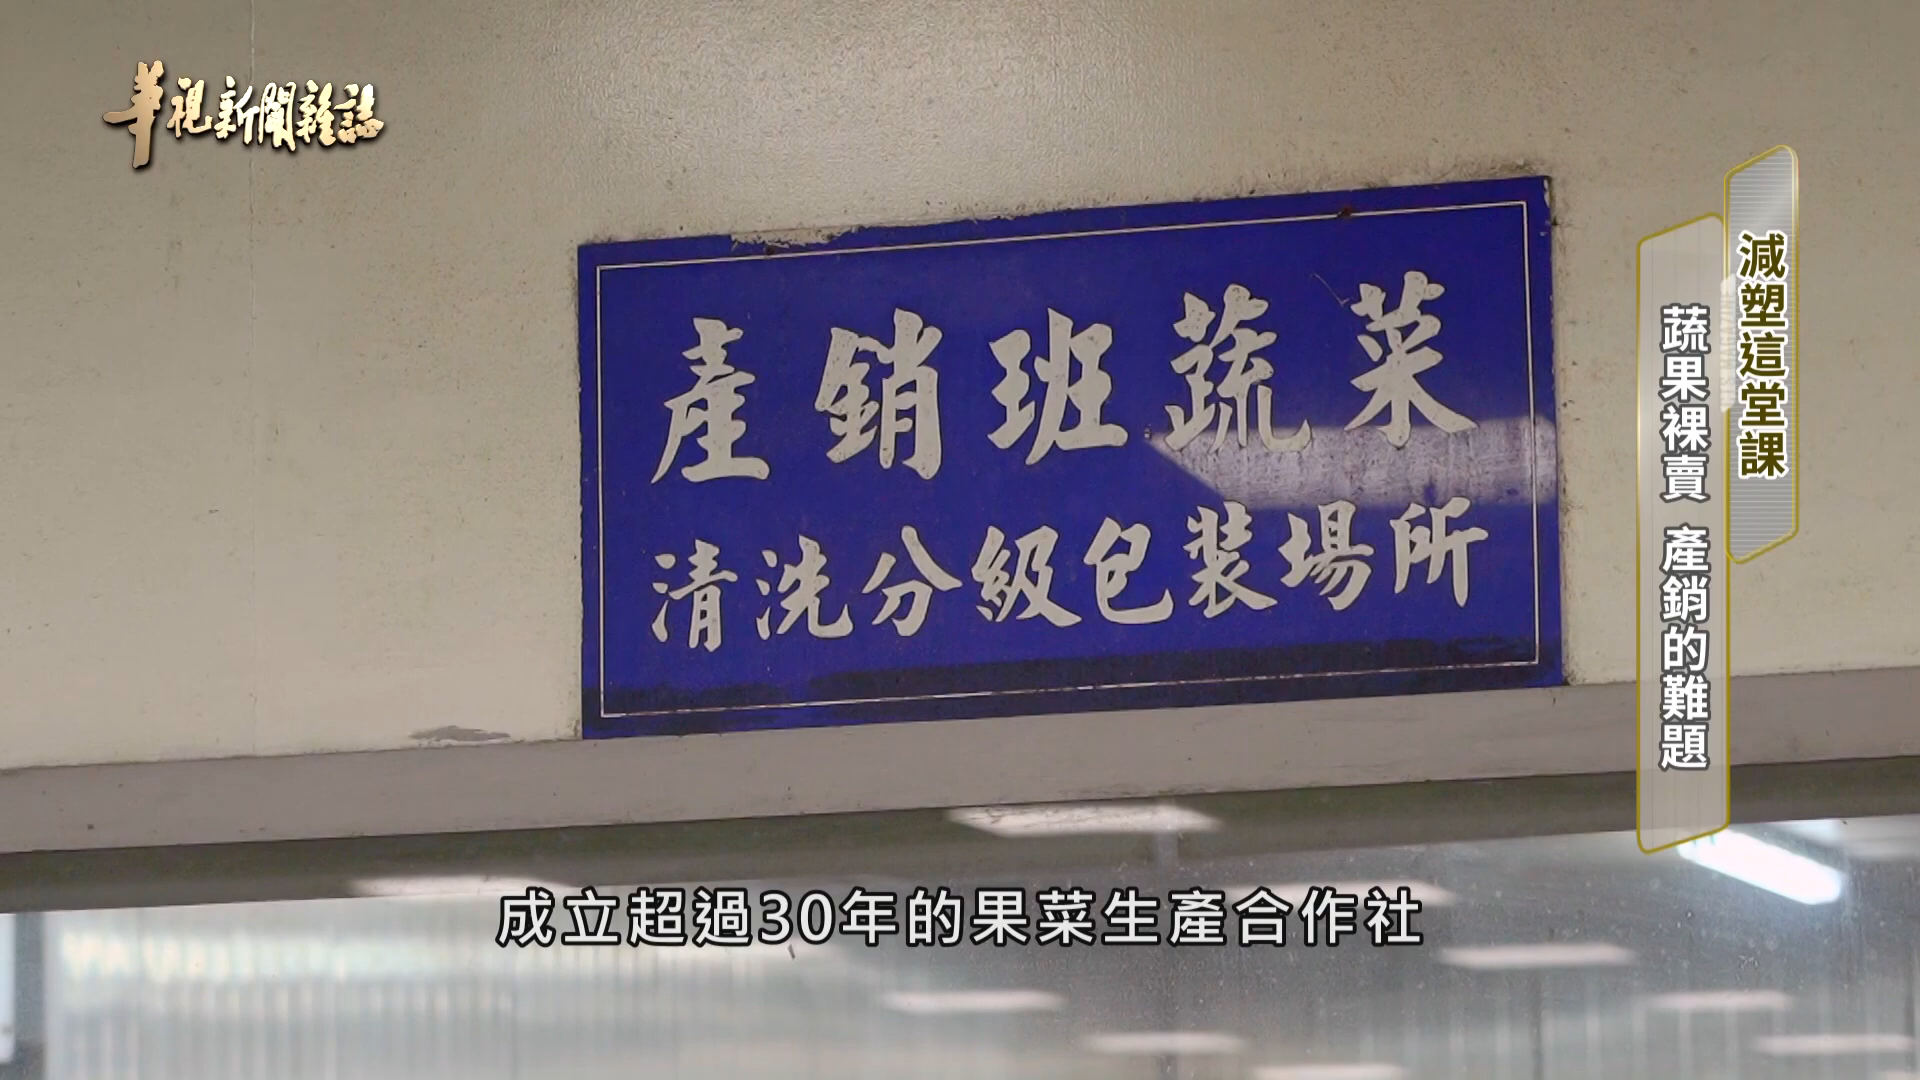 華視新聞雜誌
減塑這堂課
蔬果裸賣 產銷的難題
產銷班蔬菜
清洗分級包裝場所
成立超過30年的果菜生產合作社